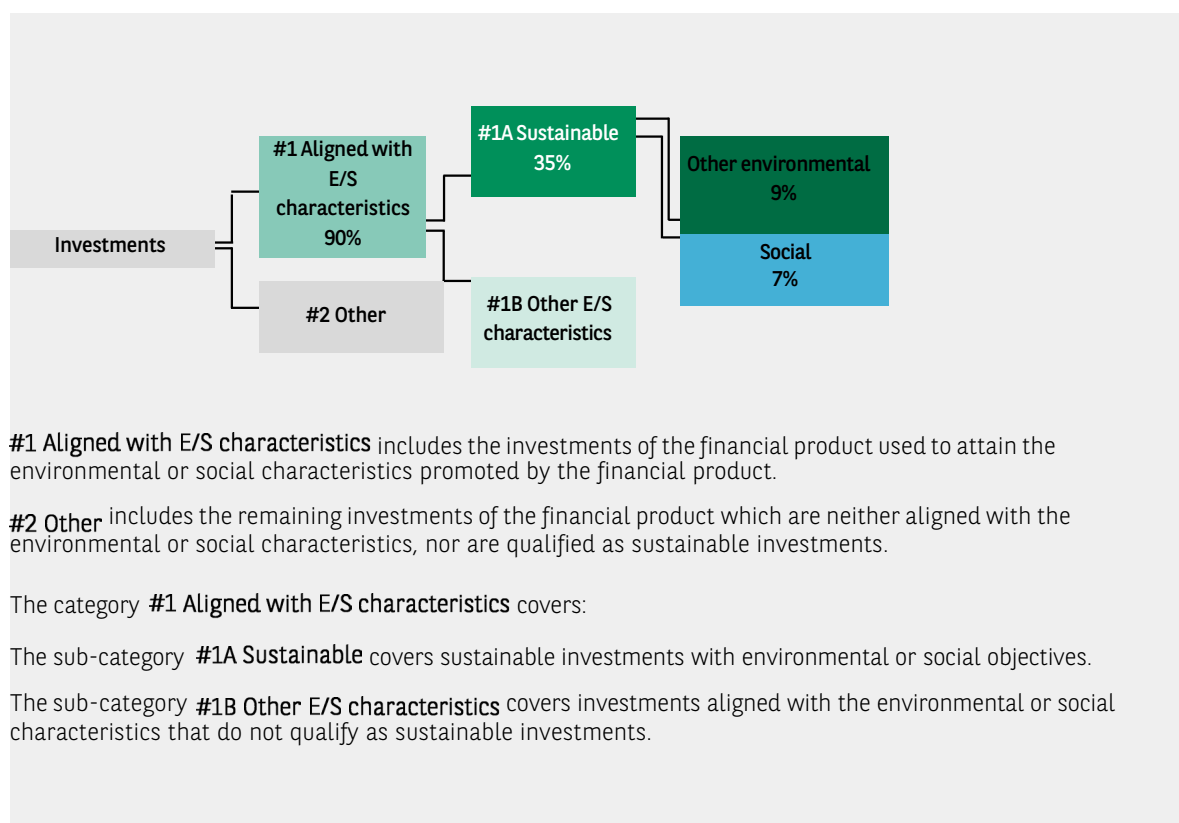 Investments
#1 Aligned with
E/S
characteristics
90%
#2 Other
#1A Sustainable
35%
#1B Other E/S
characteristics
Other environmental
9%
Social
7%
#1 Aligned with E/S characteristics includes the investments of the financial product used to attain the
environmental or social characteristics promoted by the financial product.
#2 Other includes the remaining investments of the financial product which are neither aligned with the
environmental or social characteristics, nor are qualified as sustainable investments.
The category #1 Aligned with E/S characteristics covers:
The sub-category #1A Sustainable covers sustainable investments with environmental or social objectives.
The sub-category #1B Other E/S characteristics covers investments aligned with the environmental or social
characteristics that do not qualify as sustainable investments.